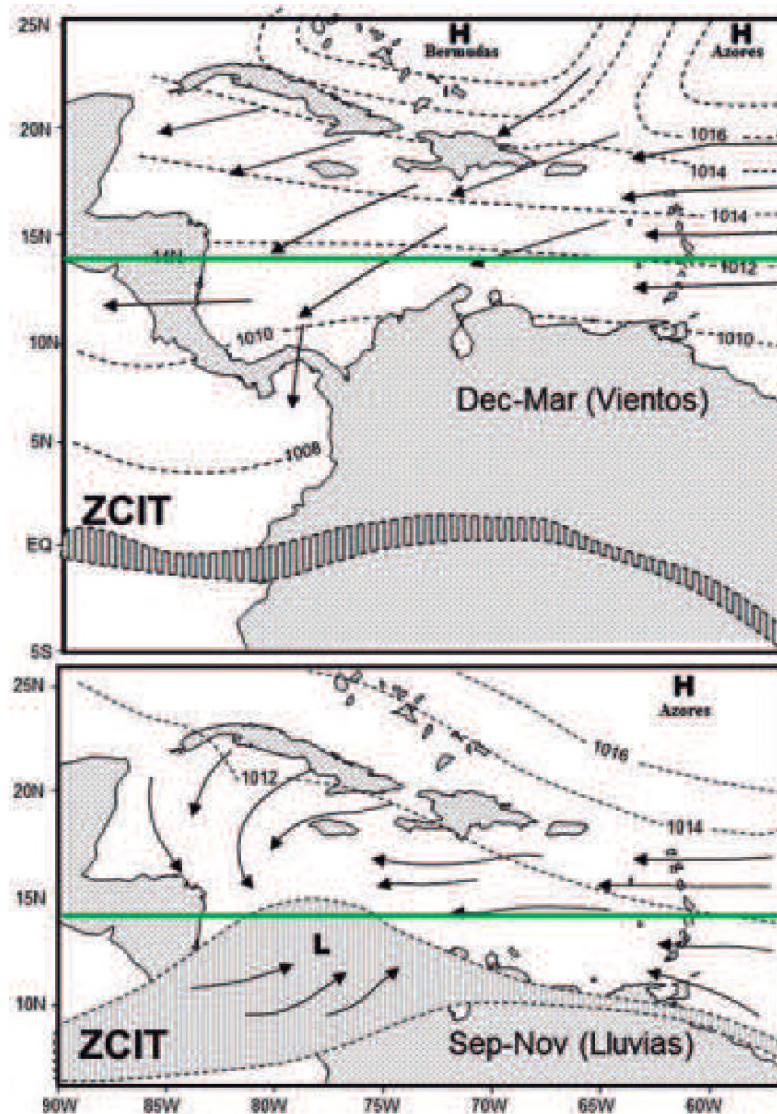 25N
H
H
Bermudas
Azores
20N
1016
1014
1014
15N
14N
1012
1010
1010
10N
Dec-Mar (Vientos)
5N
1008
ZCIT
EQ
5S
25N
H
Azores
1016
1012
20N
1014
15N
L
10N
ZCIT
Sep-Nov (Lluvias)
90W 85W 80W 75W 70W 65W 60W